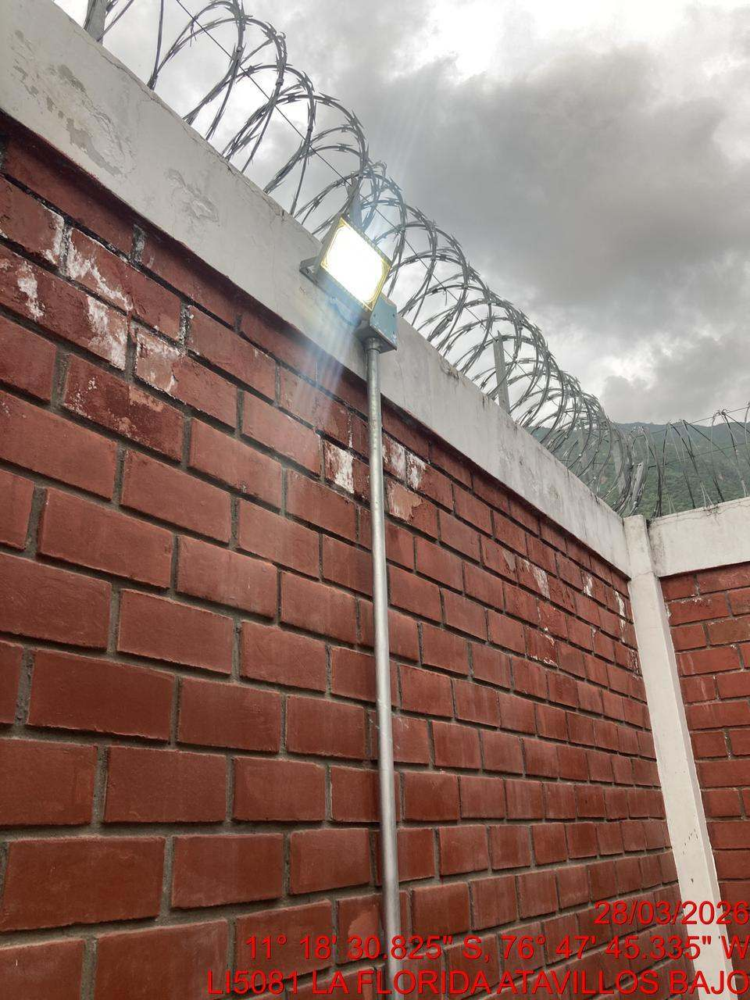 28/03/2026
11° 18' 30.825" S, 76° 47' 45.335" W
LI5081 LA FLORIDA ATAVILLOS BAJO